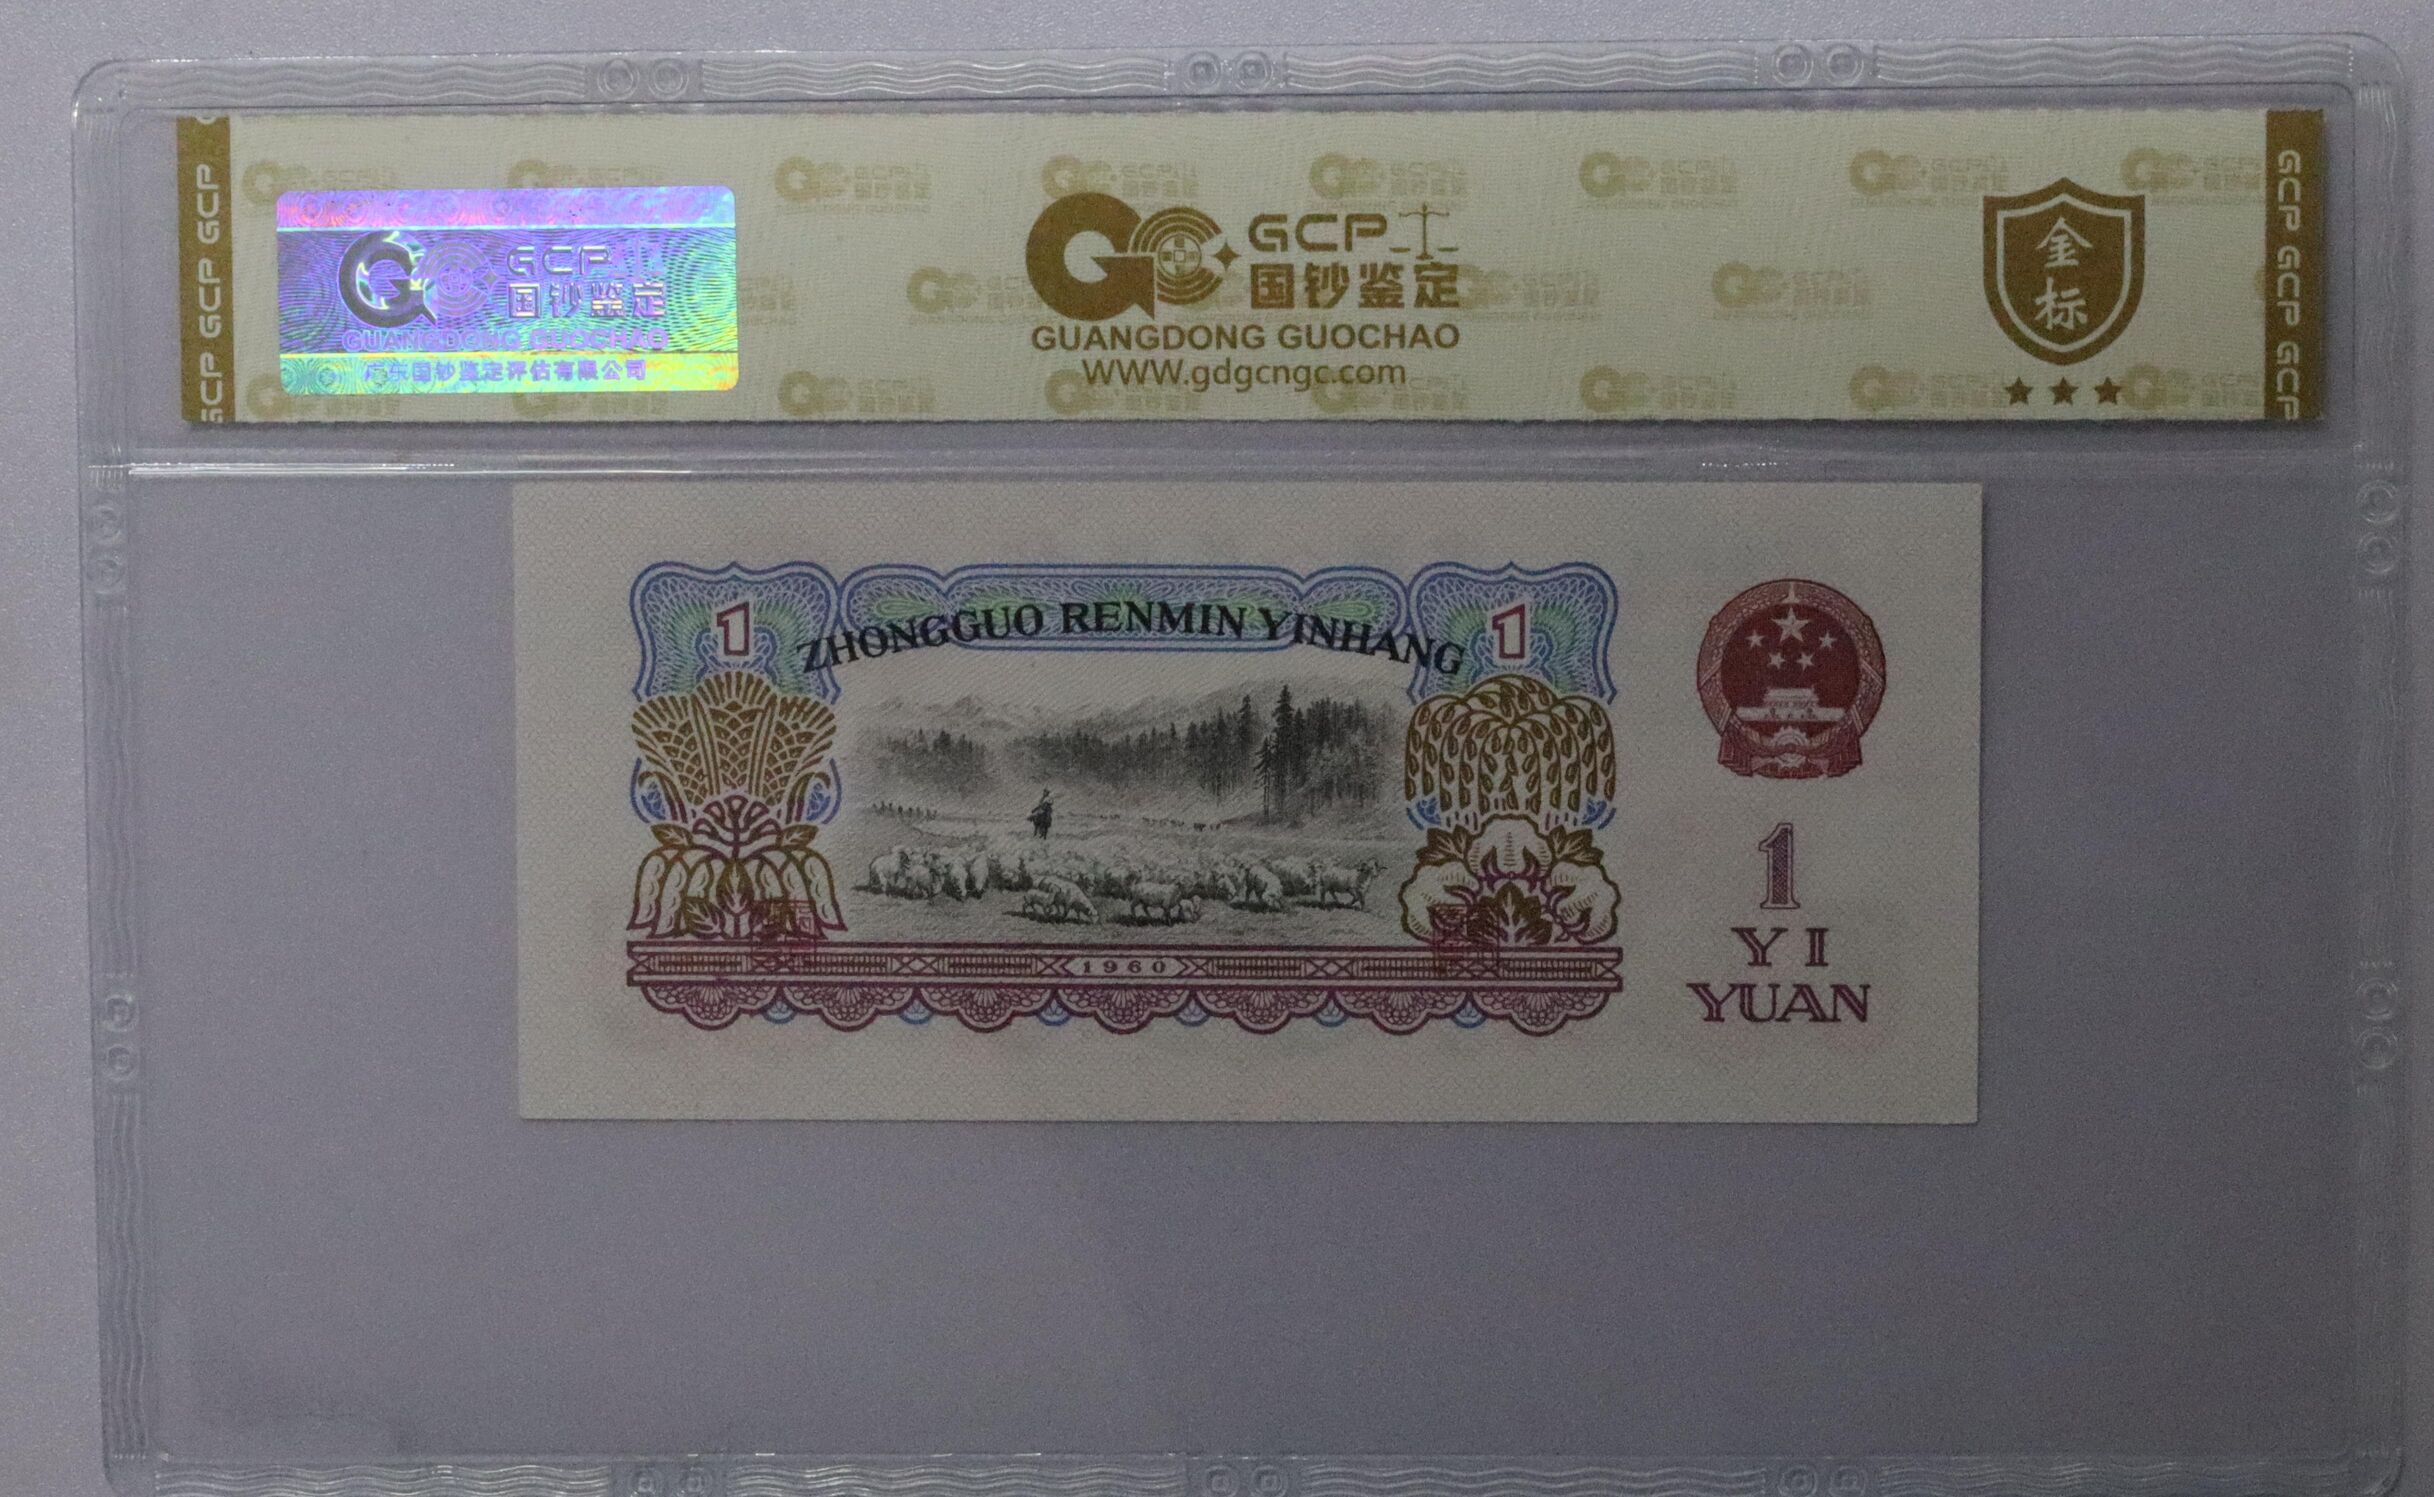 GCP GCP GCP
GCP
国钞鉴定
GUANGDONG GUOCHAO
广东国钞鉴定评估有限公司
GCP
国钞鉴定
GUANGDONG GUOCHAO
WWW.gdgcngc.com
金标
GCP GCP GCP
ZHONGGUO RENMIN YINHANG
1
1
1960
1
YI
YUAN